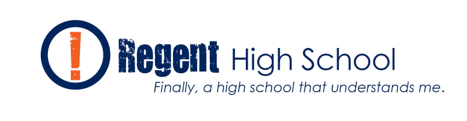 ! Regent High School
Finally, a high school that understands me.